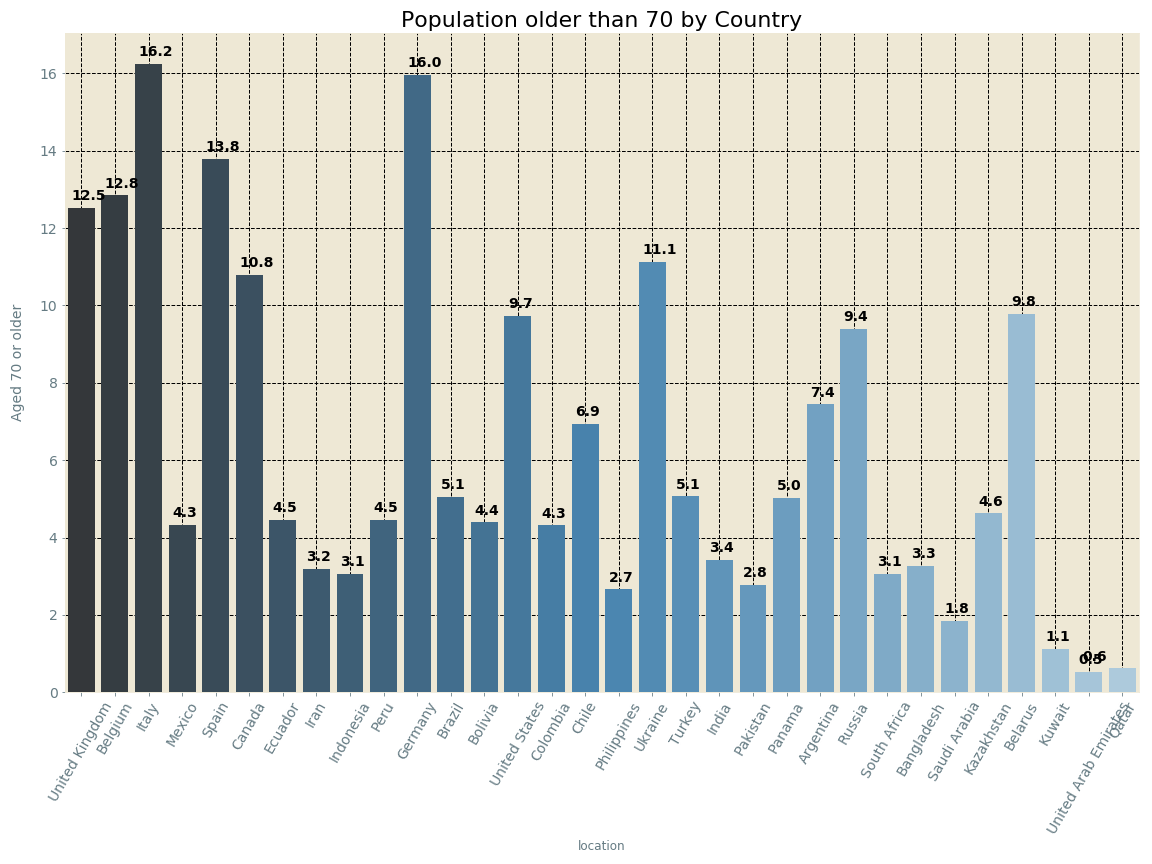 Population older than 70 by Country
Aged 70 or older
16
14
12
10
8
6
4
2
0
12.5
12.8
16.2
4.3
13.8
10.8
4.5
3.2
3.1
4.5
16.0
5.1
4.4
9.7
4.3
6.9
2.7
11.1
5.1
3.4
2.8
5.0
7.4
9.4
3.1
3.3
1.8
4.6
9.8
1.1
0.5
0.6
United Kingdom
Belgium
Italy
Mexico
Spain
Canada
Ecuador
Iran
Indonesia
Peru
Germany
Brazil
Bolivia
United States
Colombia
Chile
Philippines
Ukraine
Turkey
India
Pakistan
Panama
Argentina
Russia
South Africa
Bangladesh
Saudi Arabia
Kazakhstan
Belarus
Kuwait
United Arab Emirates
Qatar
location